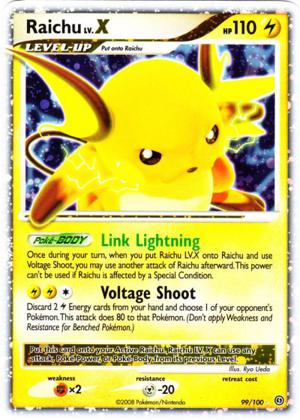 Raichu LV.X HP 110
LEVEL-UP Put onto Raichu
Poké-BODY Link Lightning
Once during your turn, when you put Raichu LV.X onto Raichu and use
Voltage Shoot, you may use another attack of Raichu afterward. This power
can't be used if Raichu is affected by a Special Condition.
Voltage Shoot
Discard 2 Energy cards from your hand and choose 1 of your opponent's
Pokémon. This attack does 80 to that Pokémon. (Don't apply Weakness and
Resistance for Benched Pokémon.)
Put this card onto your Active Raichu. Raichu LV.X can use any
attack, Poké-Power, or Poké-Body from its previous Level.
weakness resistance retreat cost
×2 -20
Illus. Ryo Ueda
©2008 Pokémon/Nintendo 99/100